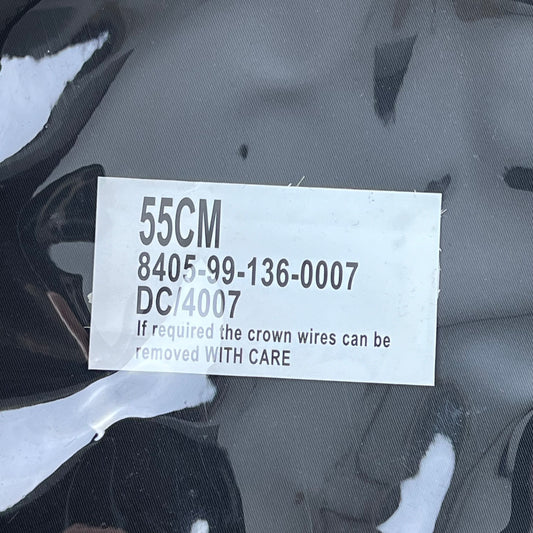 55CM
8405-99-136-0007
DC/4007
If required the crown wires can be
removed WITH CARE